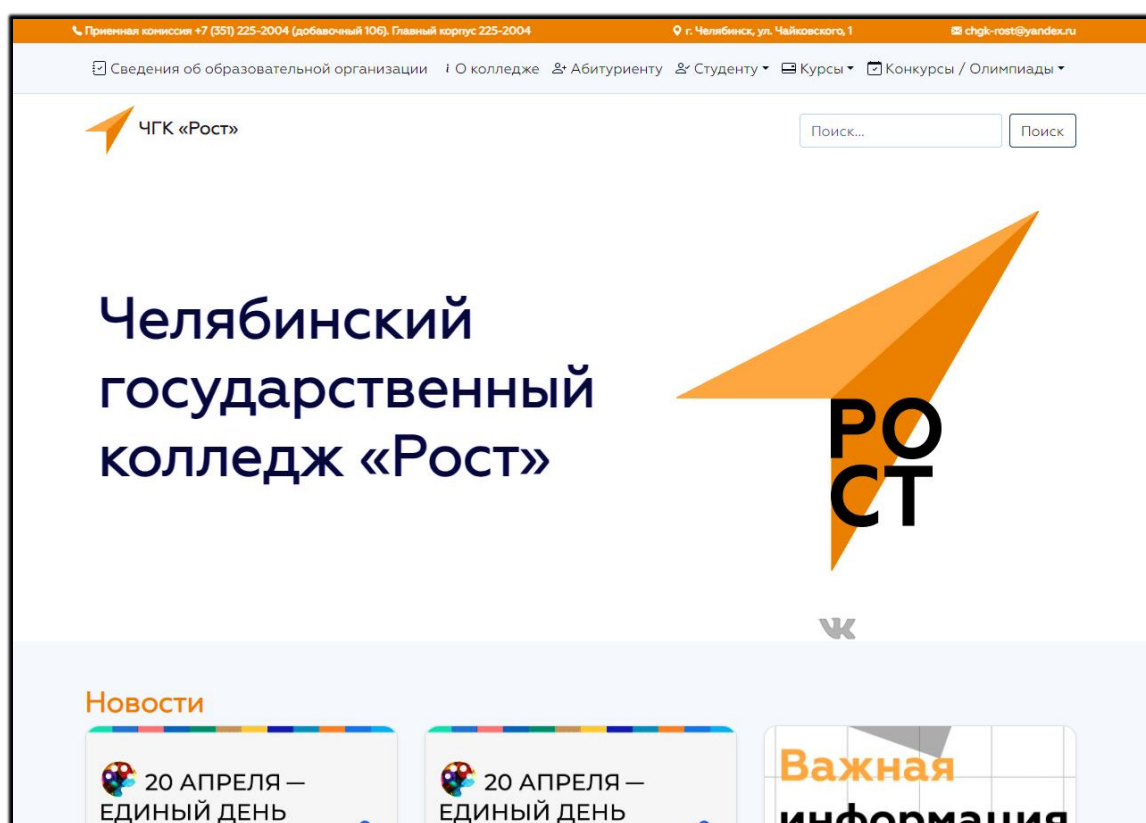 Приемная комиссия +7 (351) 225-2004 (добавочный 106). Главный корпус 225-2004 г. Челябинск, ул. Чайковского, 1 chgk-rost@yandex.ru
Сведения об образовательной организации О колледже Абитуриенту Студенту Курсы Конкурсы / Олимпиады
ЧГК «Рост» Поиск... Поиск
Челябинский
государственный
колледж «Рост»
РО
СТ
Новости
20 АПРЕЛЯ —
ЕДИНЫЙ ДЕНЬ
20 АПРЕЛЯ —
ЕДИНЫЙ ДЕНЬ
Важная
информация